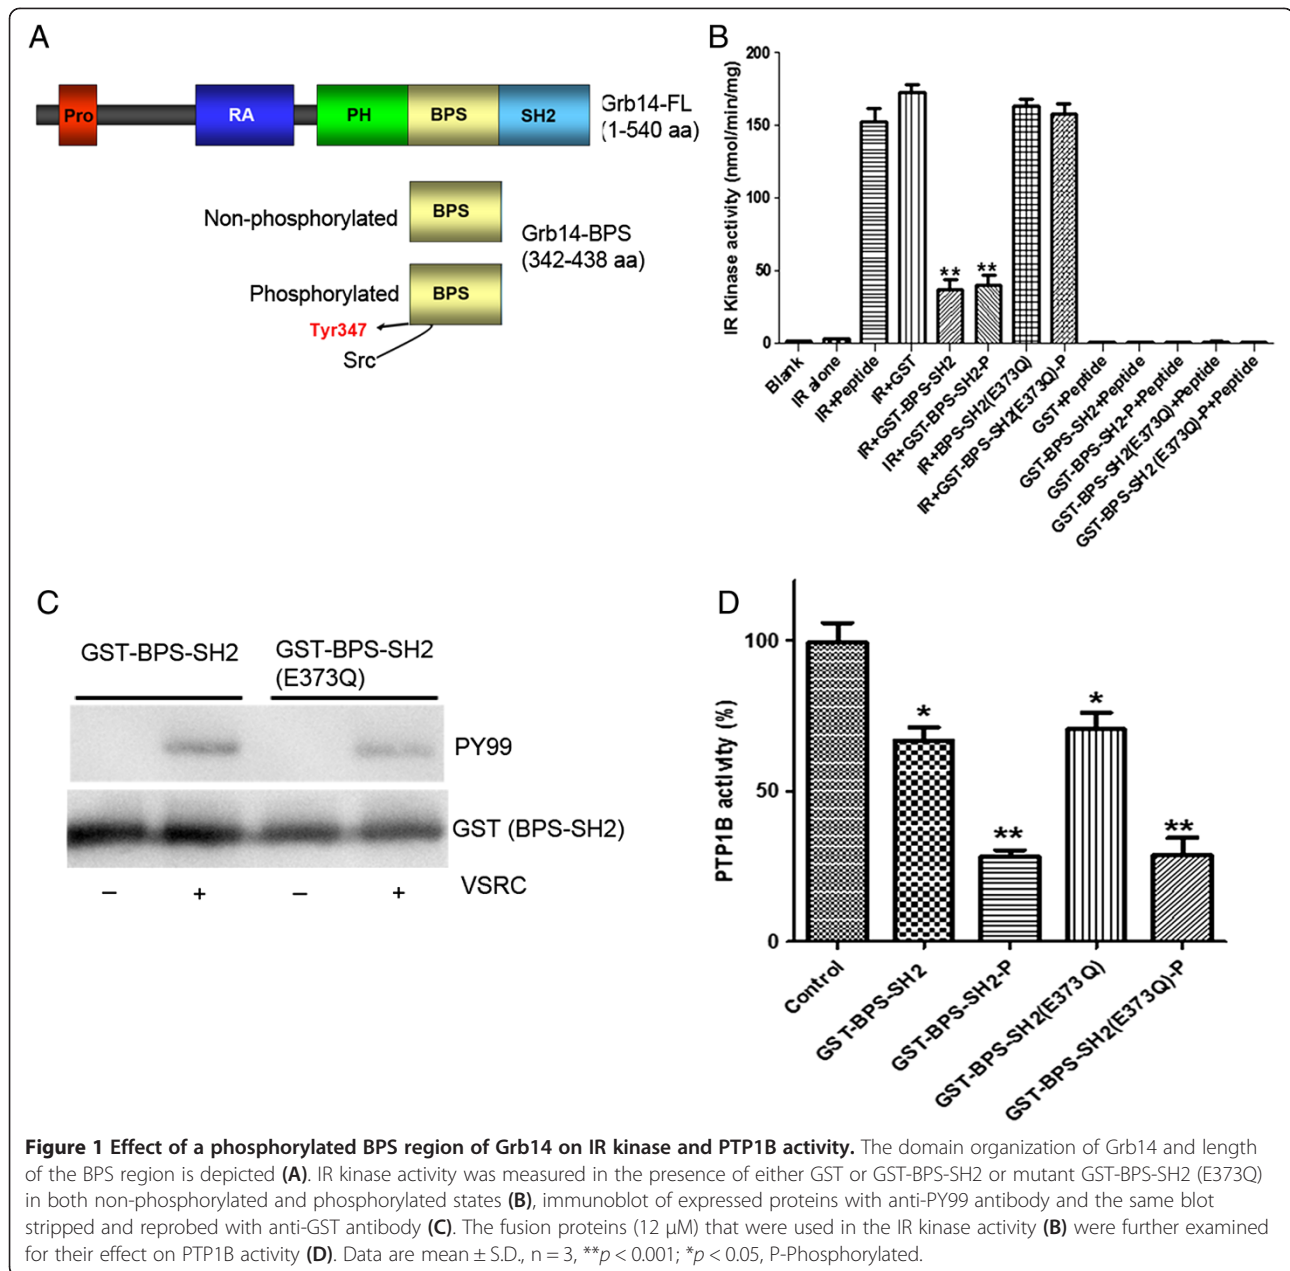 A
Pro
RA
PH
BPS
SH2
Grb14-FL
(1-540 aa)
Non-phosphorylated
BPS
Grb14-BPS
(342-438 aa)
Phosphorylated
BPS
Tyr347
Src
B
IR Kinase activity (nmol/min/mg)
200
150
100
50
0
**
**
Blank
IR alone
IR+Peptide
IR+GST
IR+GST-BPS-SH2
IR+GST-BPS-SH2-P
IR+BPS-SH2(E373Q)
IR+GST-BPS-SH2(E373Q)-P
GST+Peptide
GST-BPS-SH2+Peptide
GST-BPS-SH2-P+Peptide
GST-BPS-SH2(E373Q)+Peptide
GST-BPS-SH2(E373Q)-P+Peptide
C
GST-BPS-SH2
GST-BPS-SH2
(E373Q)
PY99
GST (BPS-SH2)
– + – + VSRC
D
PTP1B activity (%)
100
50
0
*
**
*
**
Control
GST-BPS-SH2
GST-BPS-SH2-P
GST-BPS-SH2(E373Q)
GST-BPS-SH2(E373Q)-P
Figure 1 Effect of a phosphorylated BPS region of Grb14 on IR kinase and PTP1B activity. The domain organization of Grb14 and length
of the BPS region is depicted (A). IR kinase activity was measured in the presence of either GST or GST-BPS-SH2 or mutant GST-BPS-SH2 (E373Q)
in both non-phosphorylated and phosphorylated states (B), immunoblot of expressed proteins with anti-PY99 antibody and the same blot
stripped and reprobed with anti-GST antibody (C). The fusion proteins (12 μM) that were used in the IR kinase activity (B) were further examined
for their effect on PTP1B activity (D). Data are mean ± S.D., n = 3, **p < 0.001; *p < 0.05, P-Phosphorylated.